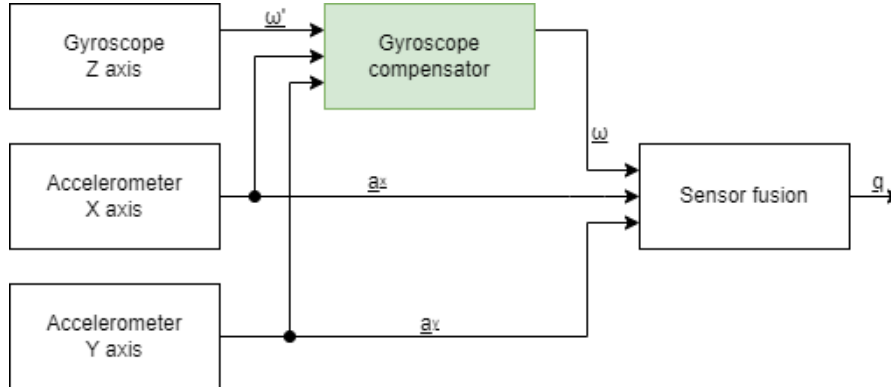 Gyroscope
Z axis
ω'
Gyroscope
compensator
ω
Accelerometer
X axis
ax
Sensor fusion
q
Accelerometer
Y axis
ay